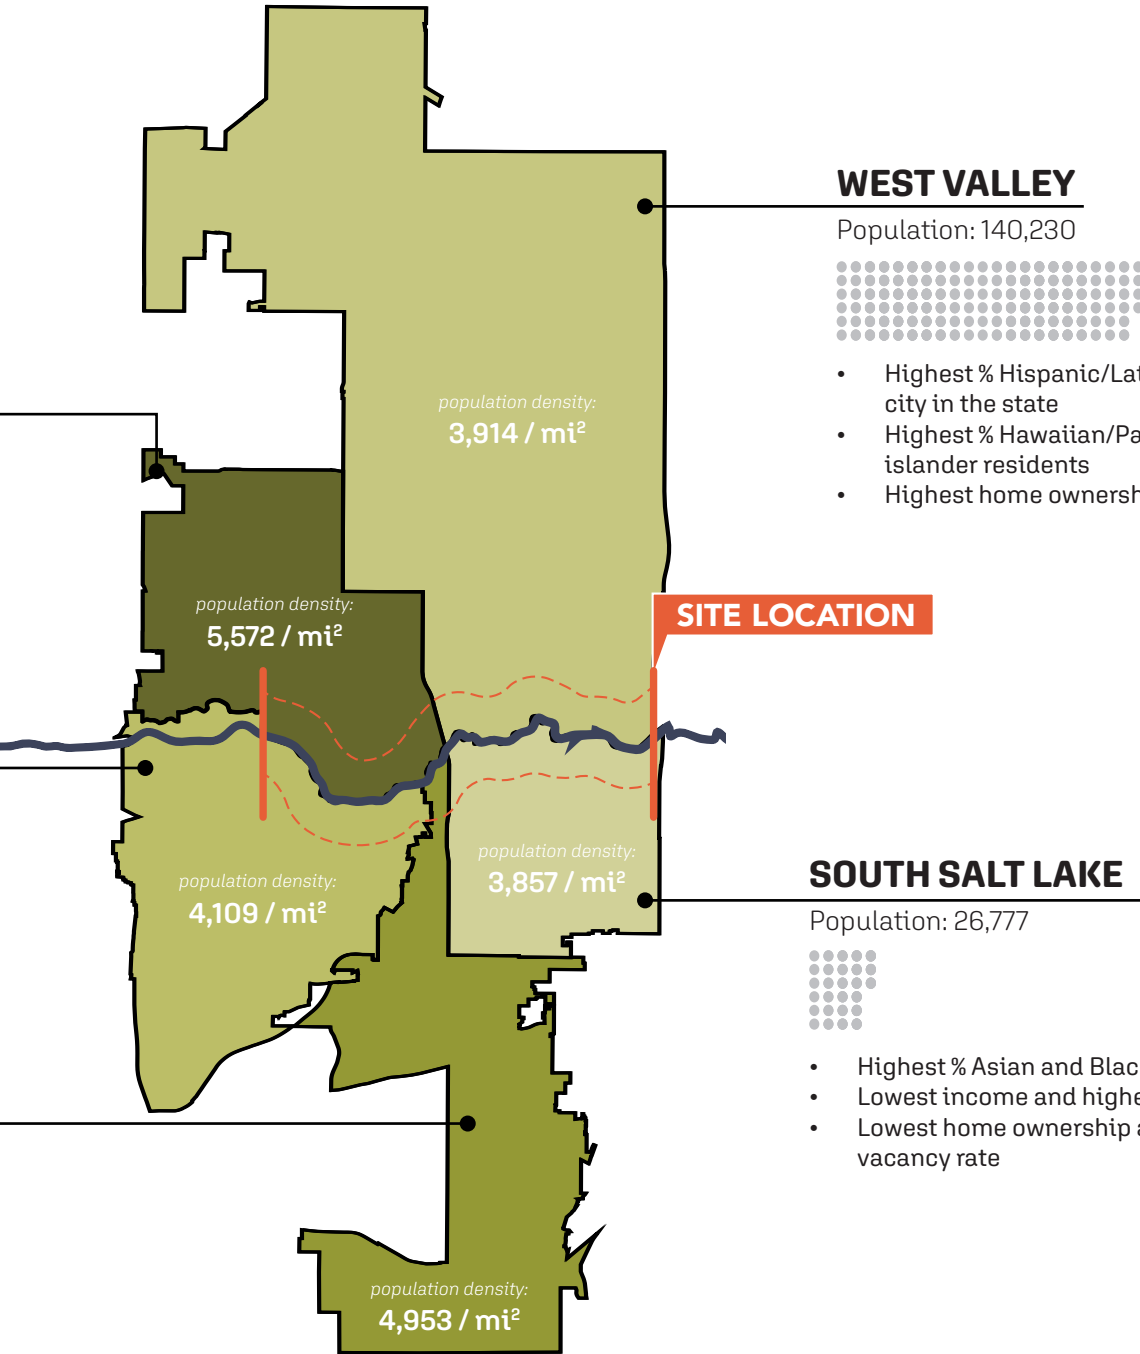 WEST VALLEY
Population: 140,230
• Highest % Hispanic/Lat
city in the state
• Highest % Hawaiian/Pa
islander residents
• Highest home ownersh
population density:
3,914 / mi²
population density:
5,572 / mi²
SITE LOCATION
population density:
3,857 / mi²
population density:
4,109 / mi²
SOUTH SALT LAKE
Population: 26,777
• Highest % Asian and Blac
• Lowest income and highe
• Lowest home ownership a
vacancy rate
population density:
4,953 / mi²